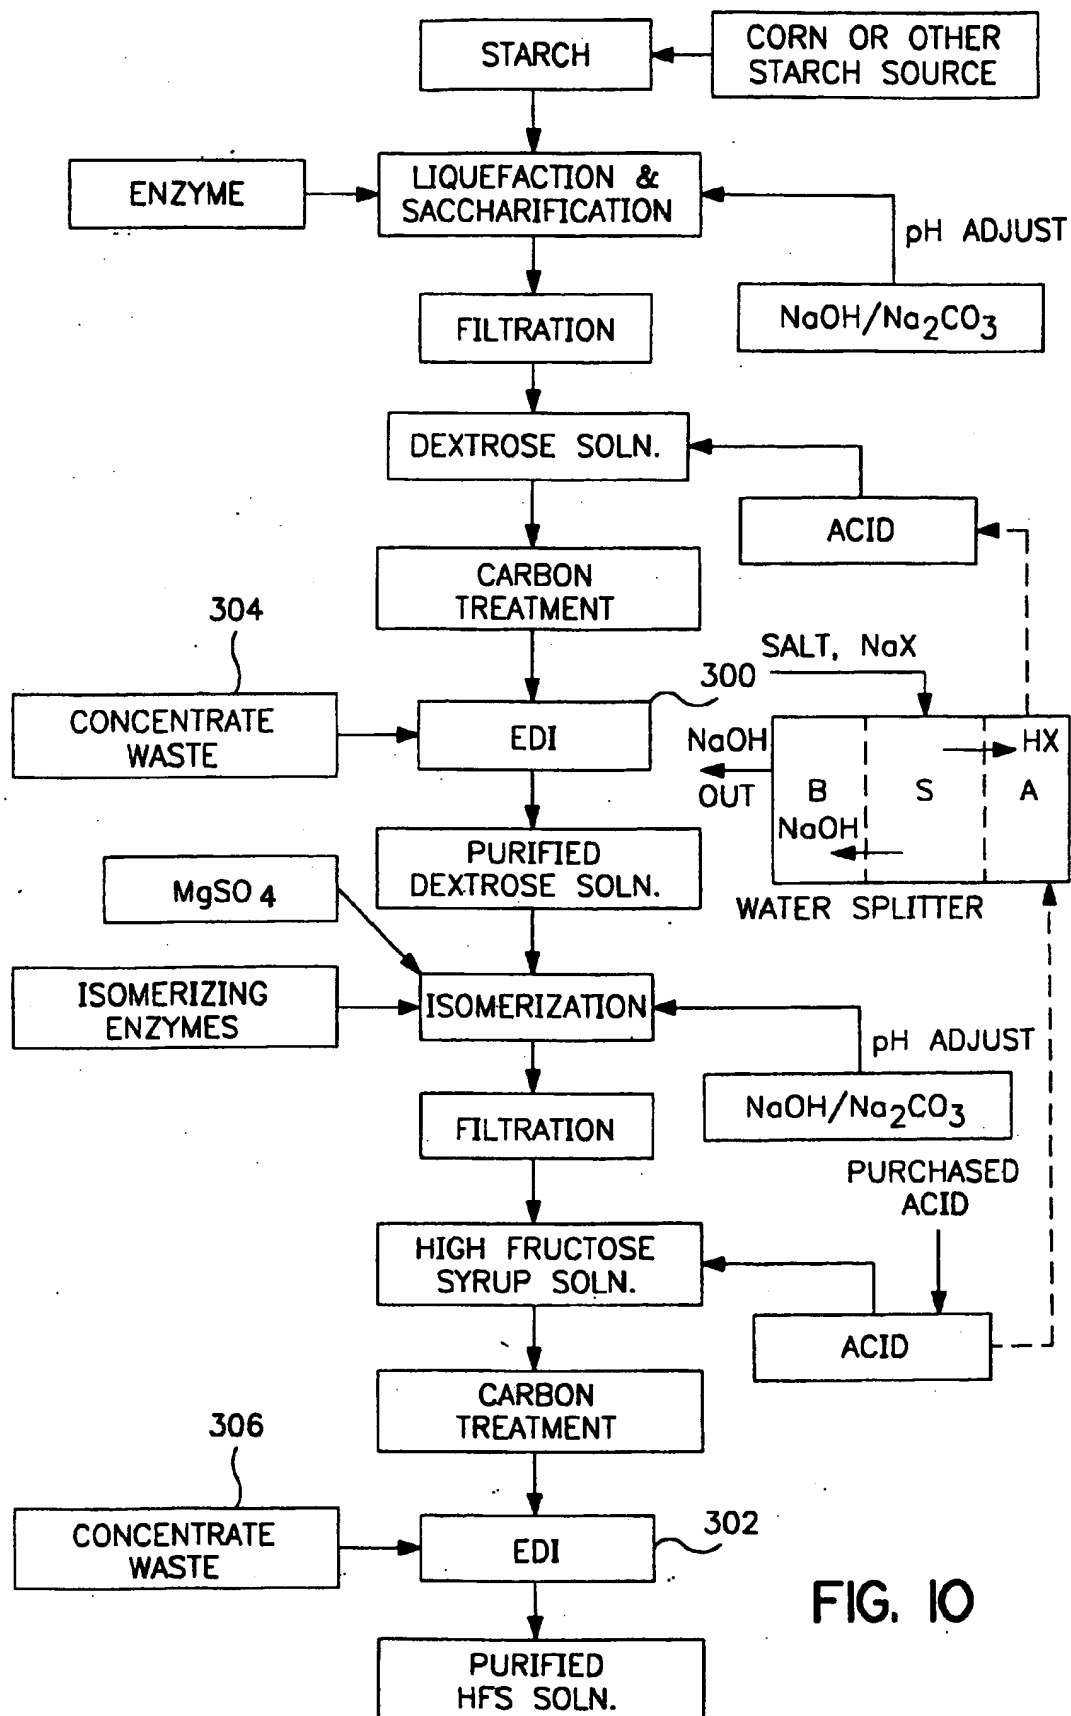 STARCH
CORN OR OTHER
STARCH SOURCE
ENZYME
LIQUEFACTION &
SACCHARIFICATION
pH ADJUST
NaOH/Na2CO3
FILTRATION
DEXTROSE SOLN.
ACID
CARBON
TREATMENT
304
CONCENTRATE
WASTE
300
EDI
SALT, NaX
NaOH
OUT
B
S
A
HX
NaOH
WATER SPLITTER
PURIFIED
DEXTROSE SOLN.
MgSO4
ISOMERIZING
ENZYMES
ISOMERIZATION
pH ADJUST
NaOH/Na2CO3
FILTRATION
PURCHASED
ACID
HIGH FRUCTOSE
SYRUP SOLN.
ACID
CARBON
TREATMENT
306
CONCENTRATE
WASTE
302
EDI
FIG. 10
PURIFIED
HFS SOLN.